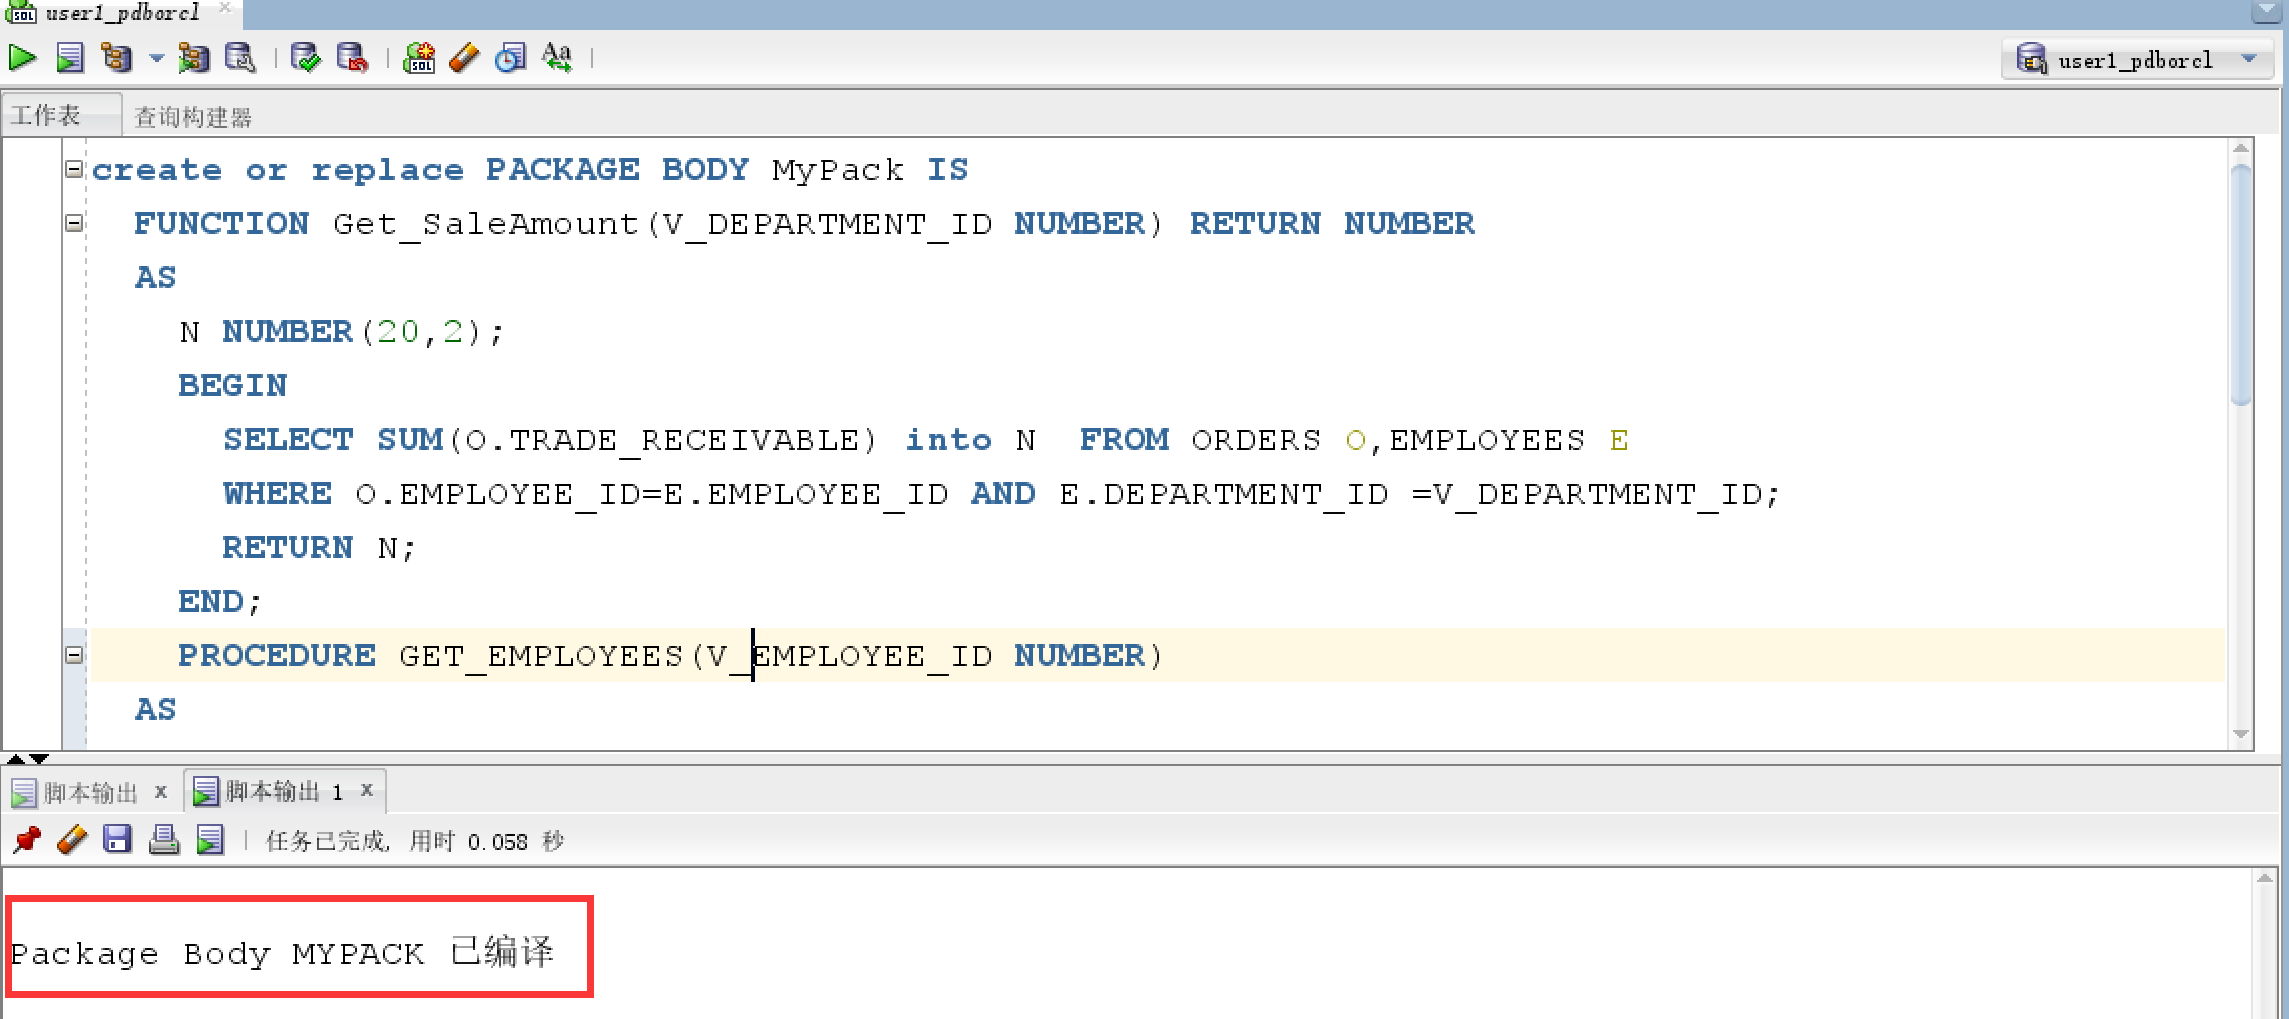 user1_pdborcl
SQL
SQL
Aa
user1_pdborcl
工作表
查询构建器
create or replace PACKAGE BODY MyPack IS
FUNCTION Get_SaleAmount(V_DEPARTMENT_ID NUMBER) RETURN NUMBER
AS
N NUMBER(20,2);
BEGIN
SELECT SUM(O.TRADE_RECEIVABLE) into N  FROM ORDERS O,EMPLOYEES E
WHERE O.EMPLOYEE_ID=E.EMPLOYEE_ID AND E.DEPARTMENT_ID =V_DEPARTMENT_ID;
RETURN N;
END;
PROCEDURE GET_EMPLOYEES(V_EMPLOYEE_ID NUMBER)
AS
脚本输出 x
脚本输出 1 x
任务已完成, 用时 0.058 秒
Package Body MYPACK 已编译